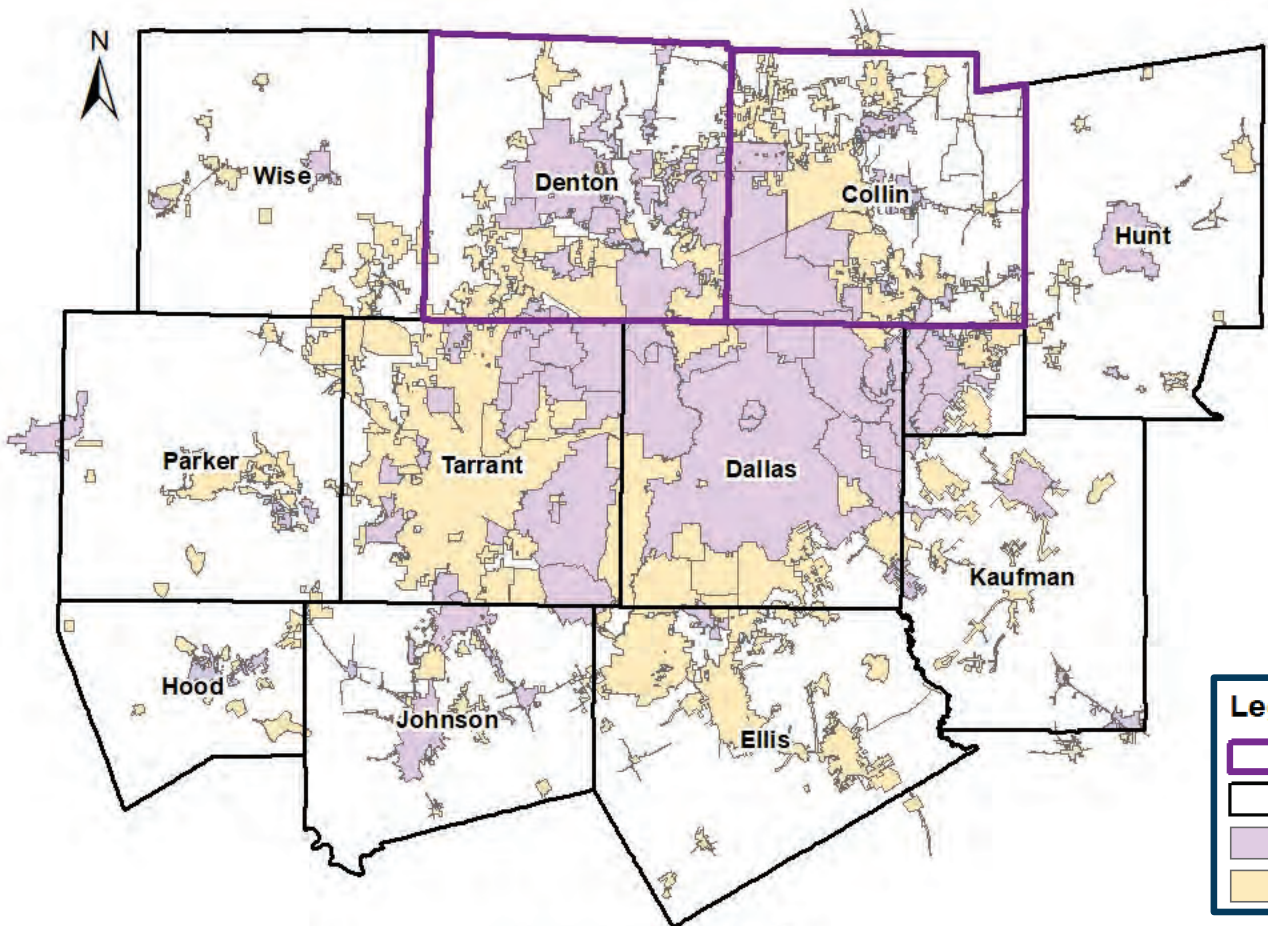 N
Wise
Denton
Collin
Hunt
Parker
Tarrant
Dallas
Kaufman
Hood
Johnson
Ellis
Le